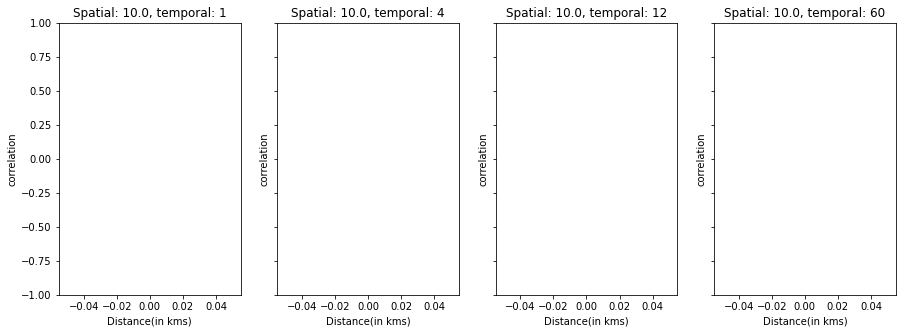 Spatial: 10.0, temporal: 1
Spatial: 10.0, temporal: 4
Spatial: 10.0, temporal: 12
Spatial: 10.0, temporal: 60
1.00
0.75
0.50
0.25
0.00
−0.25
−0.50
−0.75
−1.00
correlation
correlation
correlation
correlation
−0.04 −0.02 0.00 0.02 0.04
−0.04 −0.02 0.00 0.02 0.04
−0.04 −0.02 0.00 0.02 0.04
−0.04 −0.02 0.00 0.02 0.04
Distance(in kms)
Distance(in kms)
Distance(in kms)
Distance(in kms)